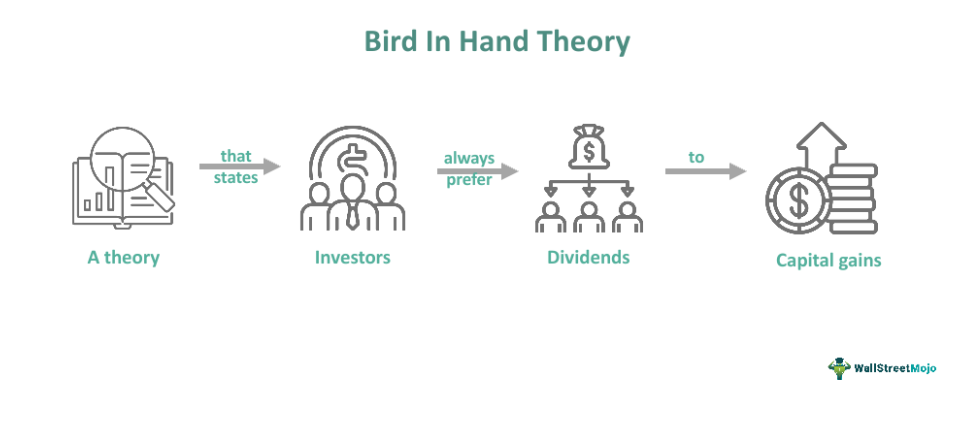 Bird In Hand Theory
that
states
always
prefer
to
A theory
Investors
Dividends
Capital gains
$
$
WallStreetMojo